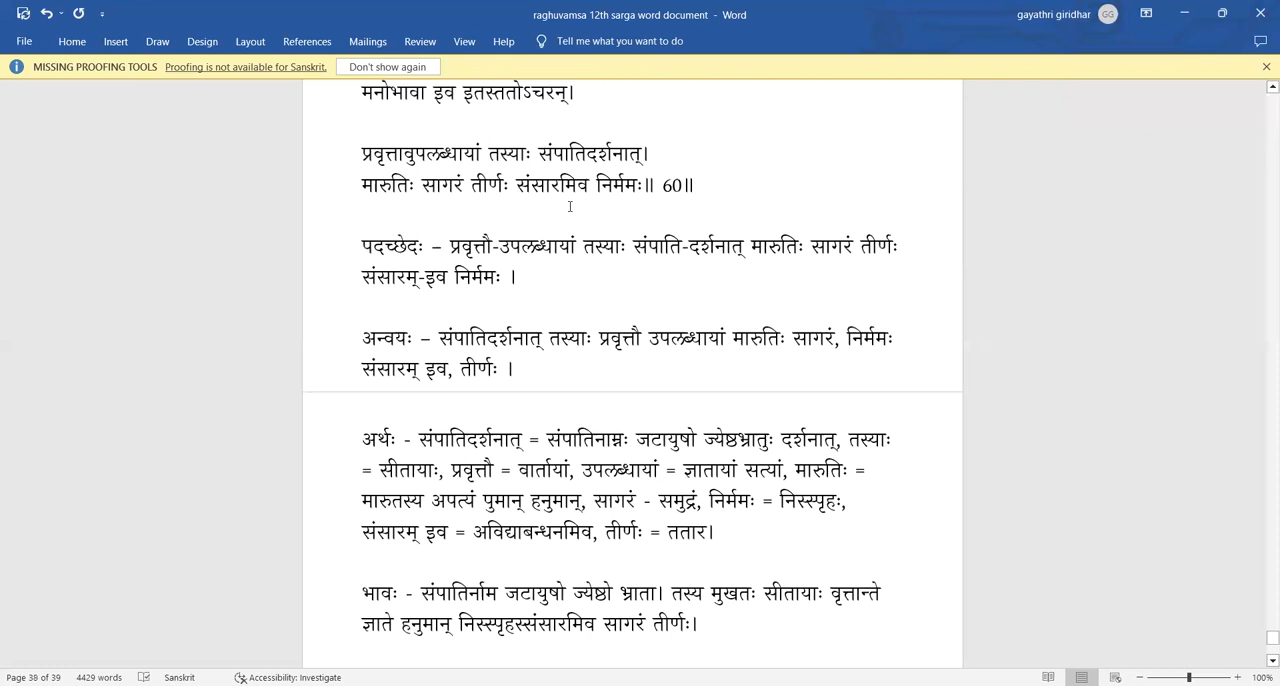 raghuvamsa 12th sarga word document - Word
gayathri giridhar GG
File Home Insert Draw Design Layout References Mailings Review View Help Tell me what you want to do
MISSING PROOFING TOOLS Proofing is not available for Sanskrit. Don't show again
मनोभावा इव इतस्ततोऽचरन्।
प्रवृत्तावुपलब्धायां तस्याः संपातिदर्शनात्।
मारुतिः सागरं तीर्णः संसारमिव निर्ममः॥ 60॥
पदच्छेदः – प्रवृत्तौ-उपलब्धायां तस्याः संपाति-दर्शनात् मारुतिः सागरं तीर्णः
संसारम्-इव निर्ममः ।
अन्वयः – संपातिदर्शनात् तस्याः प्रवृत्तौ उपलब्धायां मारुतिः सागरं, निर्ममः
संसारम् इव, तीर्णः ।
अर्थः - संपातिदर्शनात् = संपातिनाम्नः जटायुषो ज्येष्ठभ्रातुः दर्शनात्, तस्याः
= सीतायाः, प्रवृत्तौ = वार्तायां, उपलब्धायां = ज्ञातायां सत्यां, मारुतिः =
मारुतस्य अपत्यं पुमान् हनुमान्, सागरं - समुद्रं, निर्ममः = निस्स्पृहः,
संसारम् इव = अविद्याबन्धनमिव, तीर्णः = ततार।
भावः - संपातिर्नाम जटायुषो ज्येष्ठो भ्राता। तस्य मुखतः सीतायाः वृत्तान्ते
ज्ञाते हनुमान् निस्स्पृहस्संसारमिव सागरं तीर्णः।
Page 38 of 39 4429 words Sanskrit Accessibility: Investigate 100%